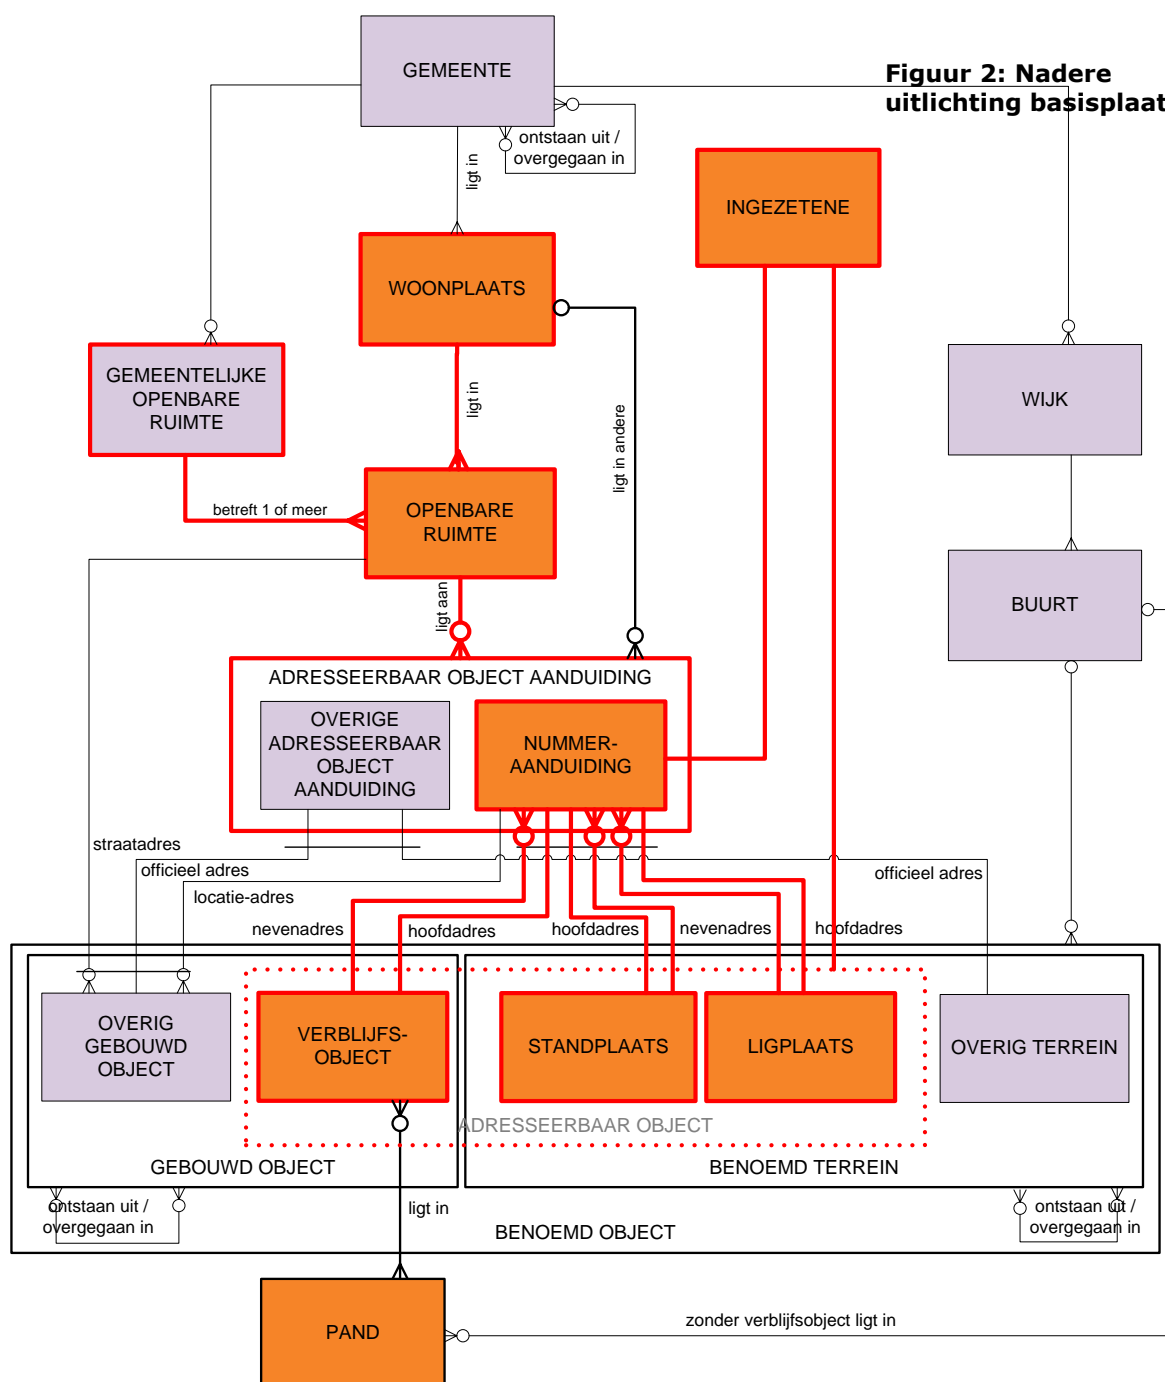 GEMEENTE
Figuur 2: Nadere
uitlichting basisplaat
ontstaan uit /
overgegaan in
ligt in
INGEZETENE
WOONPLAATS
GEMEENTELIJKE
OPENBARE
RUIMTE
ligt in
ligt in andere
WIJK
betreft 1 of meer
OPENBARE
RUIMTE
BUURT
ligt aan
ADRESSEERBAAR OBJECT AANDUIDING
OVERIGE
ADRESSEERBAAR
OBJECT
AANDUIDING
NUMMER-
AANDUIDING
straatadres
officieel adres
officieel adres
locatie-adres
nevenadres
hoofdadres
hoofdadres
nevenadres
hoofdadres
OVERIG
GEBOUWD
OBJECT
VERBLIJFS-
OBJECT
STANDPLAATS
LIGPLAATS
OVERIG TERREIN
ADRESSEERBAAR OBJECT
GEBOUWD OBJECT
BENOEMD TERREIN
ontstaan uit /
overgegaan in
ligt in
ontstaan uit /
overgegaan in
BENOEMD OBJECT
PAND
zonder verblijfsobject ligt in